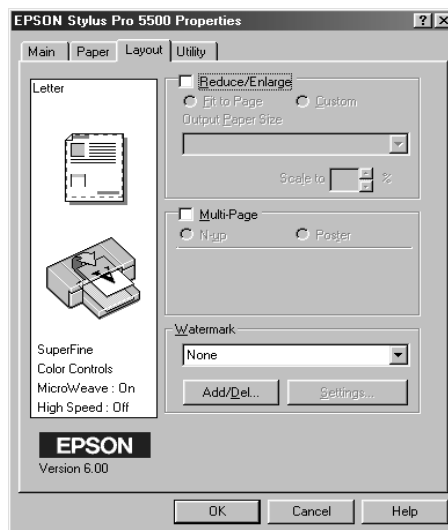 EPSON Stylus Pro 5500 Properties
Main Paper Layout Utility
Letter
Reduce/Enlarge
Fit to Page Custom
Output Paper Size
Scale to %
Multi-Page
N-up Poster
SuperFine
Color Controls
MicroWeave : On
High Speed : Off
Watermark
None
Add/Del... Settings...
EPSON
Version 6.00
OK Cancel Help